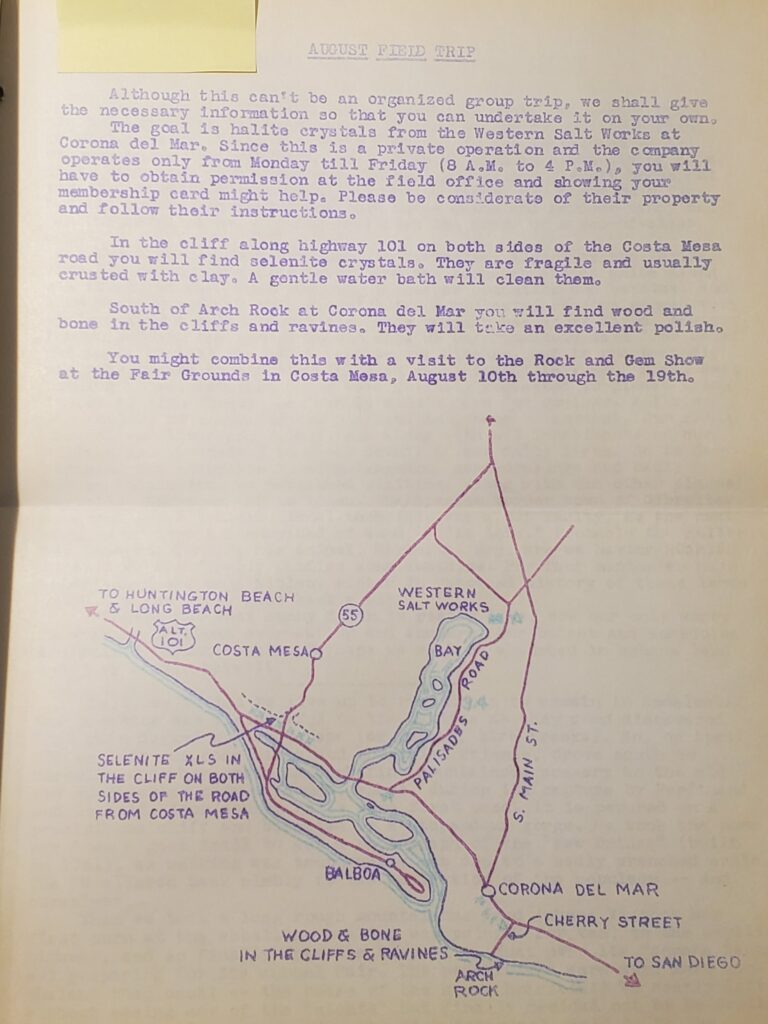 AUGUST FIELD TRIP
Although this can't be an organized group trip, we shall give
the necessary information so that you can undertake it on your own.
The goal is halite crystals from the Western Salt Works at
Corona del Mar. Since this is a private operation and the company
operates only from Monday till Friday (8 A.M. to 4 P.M.), you will
have to obtain permission at the field office and showing your
membership card might help. Please be considerate of their property
and follow their instructions.
In the cliff along highway 101 on both sides of the Costa Mesa
road you will find selenite crystals. They are fragile and usually
crusted with clay. A gentle water bath will clean them.
South of Arch Rock at Corona del Mar you will find wood and
bone in the cliffs and ravines. They will take an excellent polish.
You might combine this with a visit to the Rock and Gem Show
at the Fair Grounds in Costa Mesa, August 10th through the 19th.
TO HUNTINGTON BEACH
& LONG BEACH
ALT.
101
55
COSTA MESA
WESTERN
SALT WORKS
BAY
PALISADES ROAD
S. MAIN ST.
SELENITE XLS IN
THE CLIFF ON BOTH
SIDES OF THE ROAD
FROM COSTA MESA
BALBOA
CORONA DEL MAR
CHERRY STREET
WOOD & BONE
IN THE CLIFFS & RAVINES
ARCH
ROCK
TO SAN DIEGO